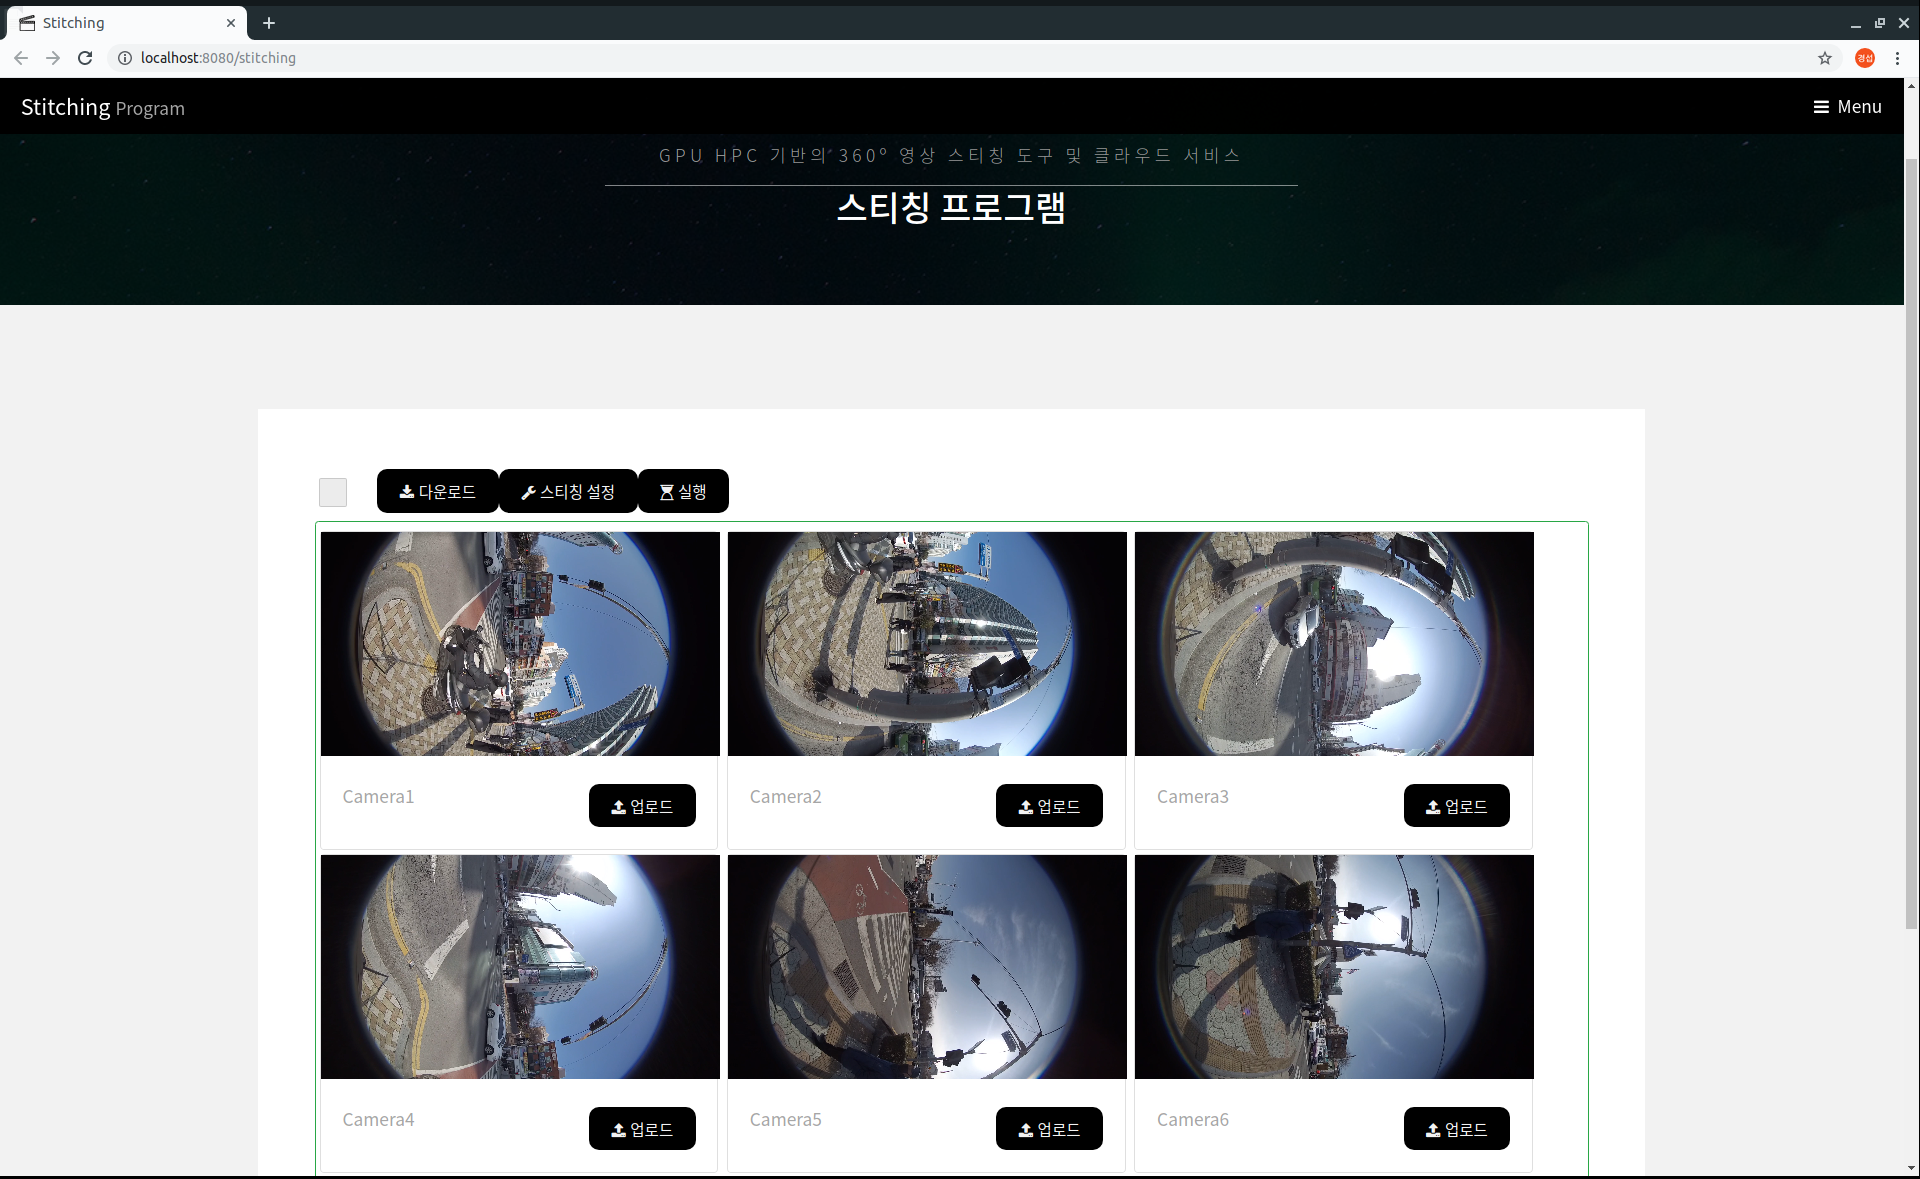 Stitching
localhost:8080/stitching
경섭
Stitching Program
Menu
GPU HPC 기반의 360° 영상 스티칭 도구 및 클라우드 서비스
스티칭 프로그램
다운로드 스티칭 설정 실행
Camera1 업로드
Camera2 업로드
Camera3 업로드
Camera4 업로드
Camera5 업로드
Camera6 업로드